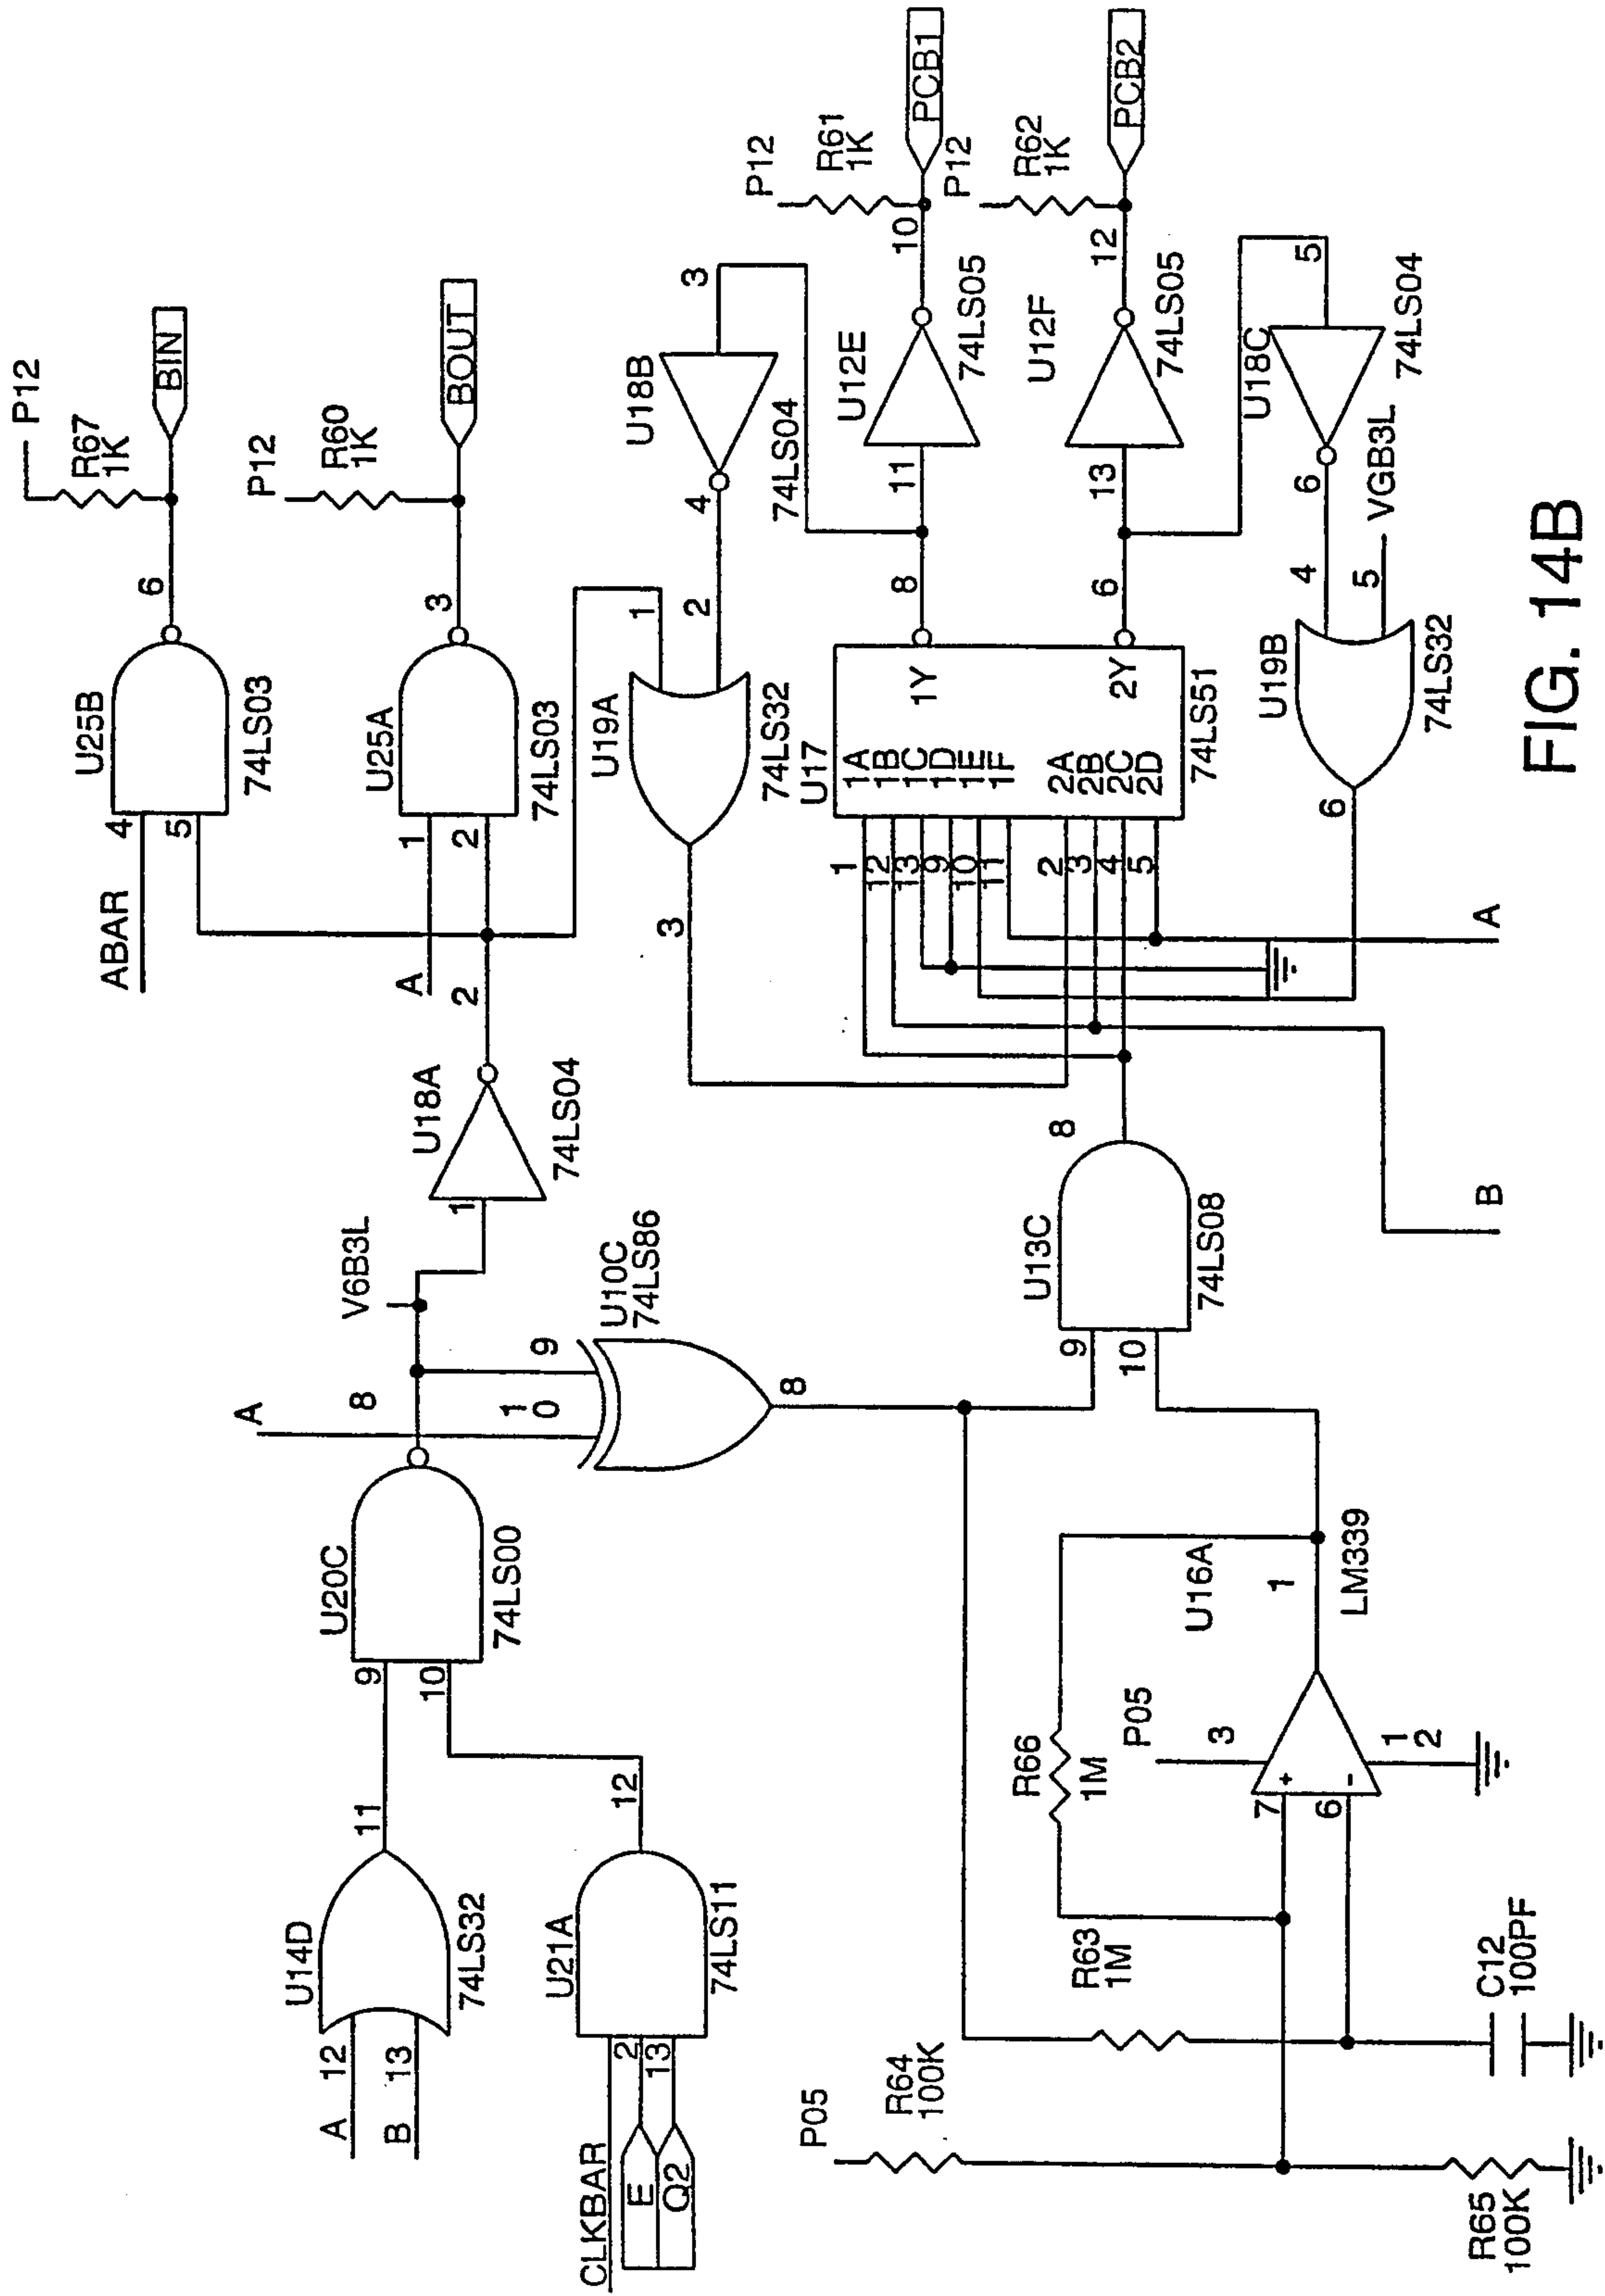 P12
R67
1K
BIN
6
U25B
74LS03
4
5
ABAR
P12
R60
1K
BOUT
3
U25A
74LS03
1
2
A
2
U18A
74LS04
1
V6B3L
A
8
9
1
0
U10C
74LS86
8
U20C
74LS00
9
10
11
U14D
74LS32
12
13
A
B
12
U21A
74LS11
2
13
CLKBAR
E
Q2
3
U18B
74LS04
4
2
1
U19A
74LS32
3
P12
R61
1K
PCB1
10
U12E
74LS05
11
8
P12
R62
1K
PCB2
12
U12F
74LS05
13
6
U17
1A
1B
1C
1D
1E
1F
2A
2B
2C
2D
1Y
2Y
74LS51
1
12
13
9
10
11
2
3
4
5
5
U18C
74LS04
6
VGB3L
4
5
U19B
74LS32
6
A
B
8
U13C
74LS08
9
10
U16A
1
LM339
P05
3
1
2
7
+
6
-
R66
1M
R63
1M
C12
100PF
P05
R64
100K
R65
100K
FIG. 14B